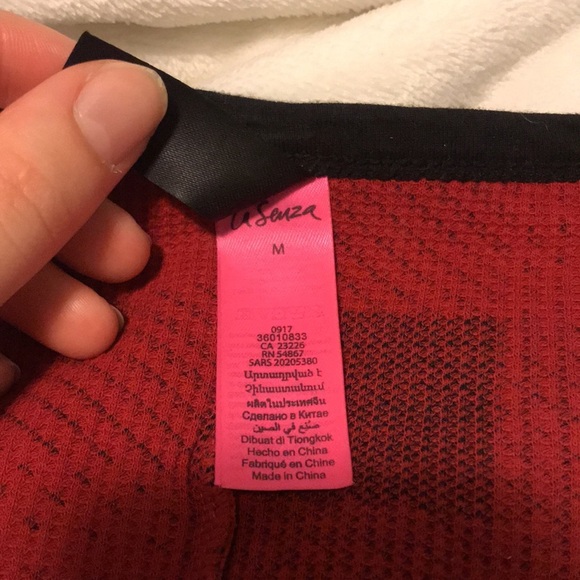 la Senza
M
0917
36010833
CA 23226
RN 54867
SARS 20205380
Արտադրված է
Չինաստանում
ผลิตในประเทศจีน
Сделано в Китае
صنع في الصين
Dibuat di Tiongkok
Hecho en China
Fabriqué en Chine
Made in China